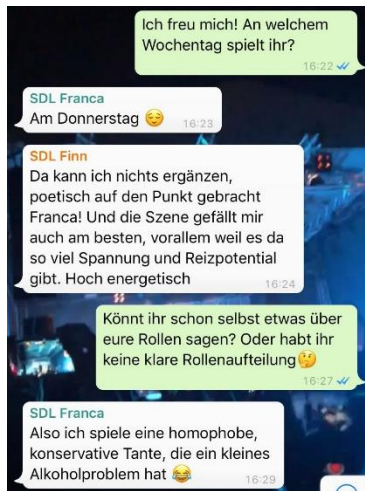 Ich freu mich! An welchem
Wochentag spielt ihr?
16:22
SDL Franca
Am Donnerstag 😌
16:23
SDL Finn
Da kann ich nichts ergänzen,
poetisch auf den Punkt gebracht
Franca! Und die Szene gefällt mir
auch am besten, vorallem weil es da
so viel Spannung und Reizpotential
gibt. Hoch energetisch
16:24
Könnt ihr schon selbst etwas über
eure Rollen sagen? Oder habt ihr
keine klare Rollenaufteilung🤔
16:27
SDL Franca
Also ich spiele eine homophobe,
konservative Tante, die ein kleines
Alkoholproblem hat 😂
16:29